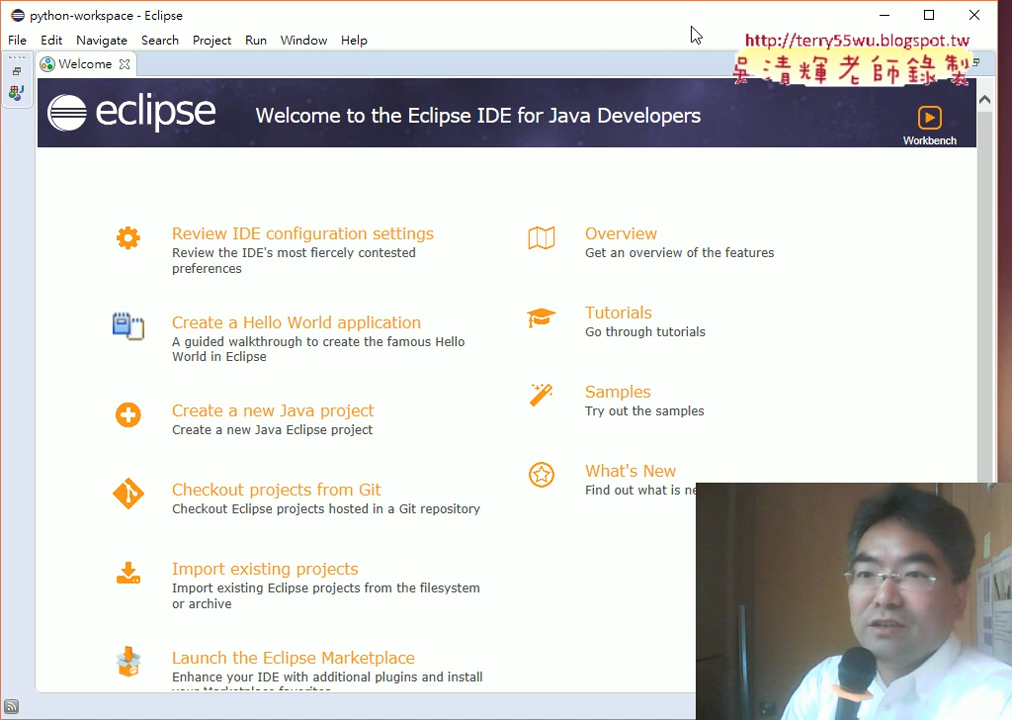 python-workspace - Eclipse
File Edit Navigate Search Project Run Window Help
http://terry55wu.blogspot.tw
吳清輝老師錄製
Welcome
eclipse
Welcome to the Eclipse IDE for Java Developers
Workbench
Review IDE configuration settings
Review the IDE's most fiercely contested
preferences
Create a Hello World application
A guided walkthrough to create the famous Hello
World in Eclipse
Create a new Java project
Create a new Java Eclipse project
Checkout projects from Git
Checkout Eclipse projects hosted in a Git repository
Import existing projects
Import existing Eclipse projects from the filesystem
or archive
Launch the Eclipse Marketplace
Enhance your IDE with additional plugins and install
your Marketplace favorites
Overview
Get an overview of the features
Tutorials
Go through tutorials
Samples
Try out the samples
What's New
Find out what is